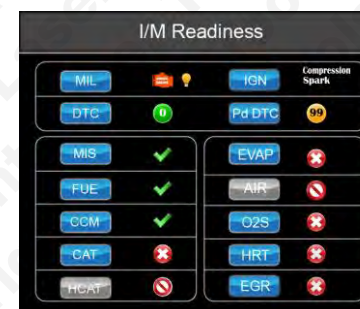 I/M Readiness
MIL
IGN
Compression
Spark
DTC
0
Pd DTC
99
MIS
EVAP
FUE
AIR
CCM
O2S
CAT
HRT
HCAT
EGR